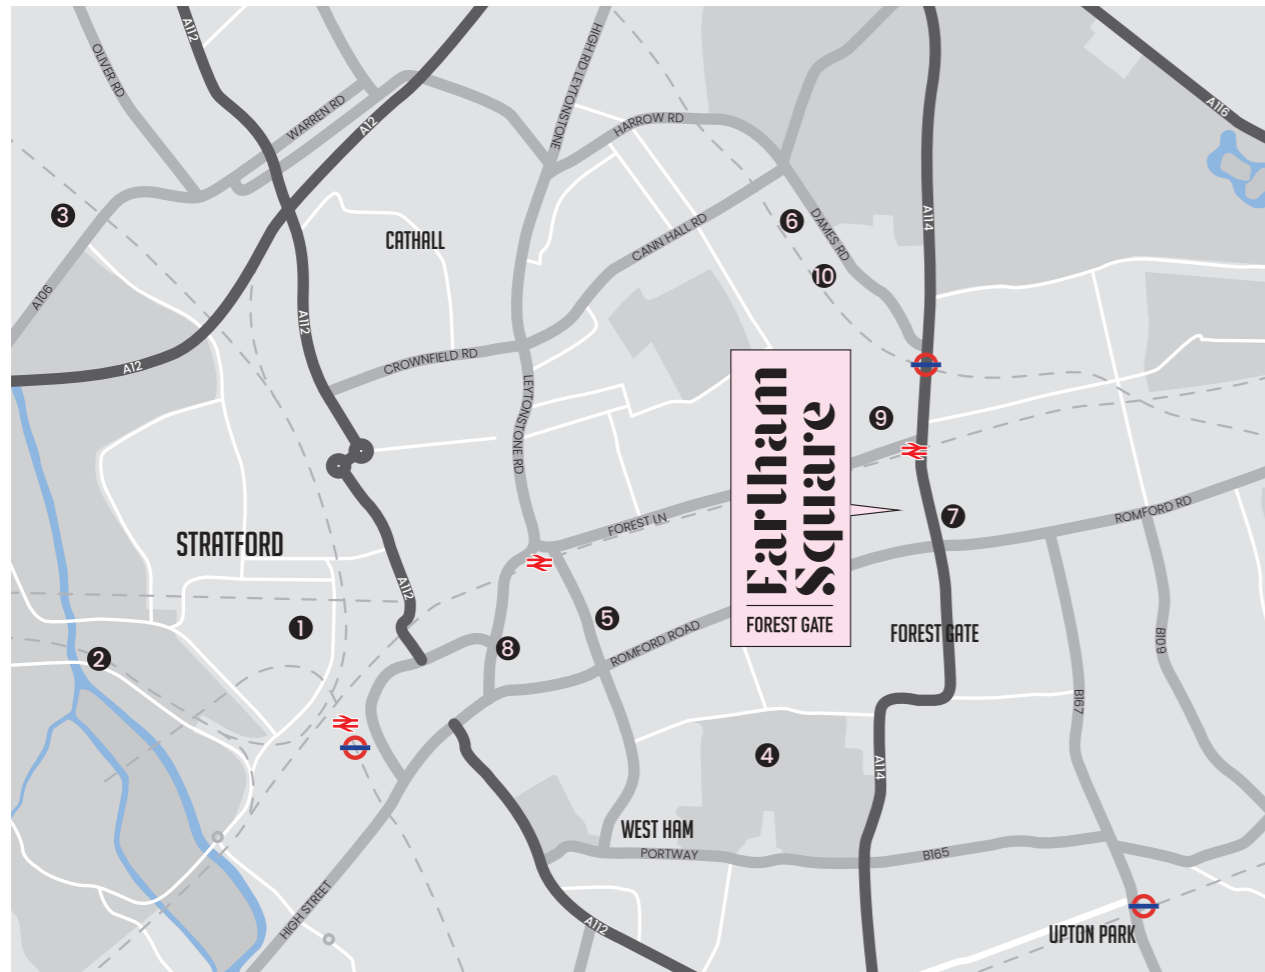 A112
OLIVER RD
WARREN RD
A12
HIGH RD LEYTONSTONE
HARROW RD
A116
3
CATHALL
CANN HALL RD
6
DAMES RD
A114
10
A106
A112
A12
CROWNFIELD RD
LEYTONSTONE RD
9
Earlham
Square
FOREST GATE
7
ROMFORD RD
FOREST LN
STRATFORD
A112
1
5
8
2
ROMFORD ROAD
FOREST GATE
B109
B167
4
A114
WEST HAM
PORTWAY
B165
HIGH STREET
A112
UPTON PARK